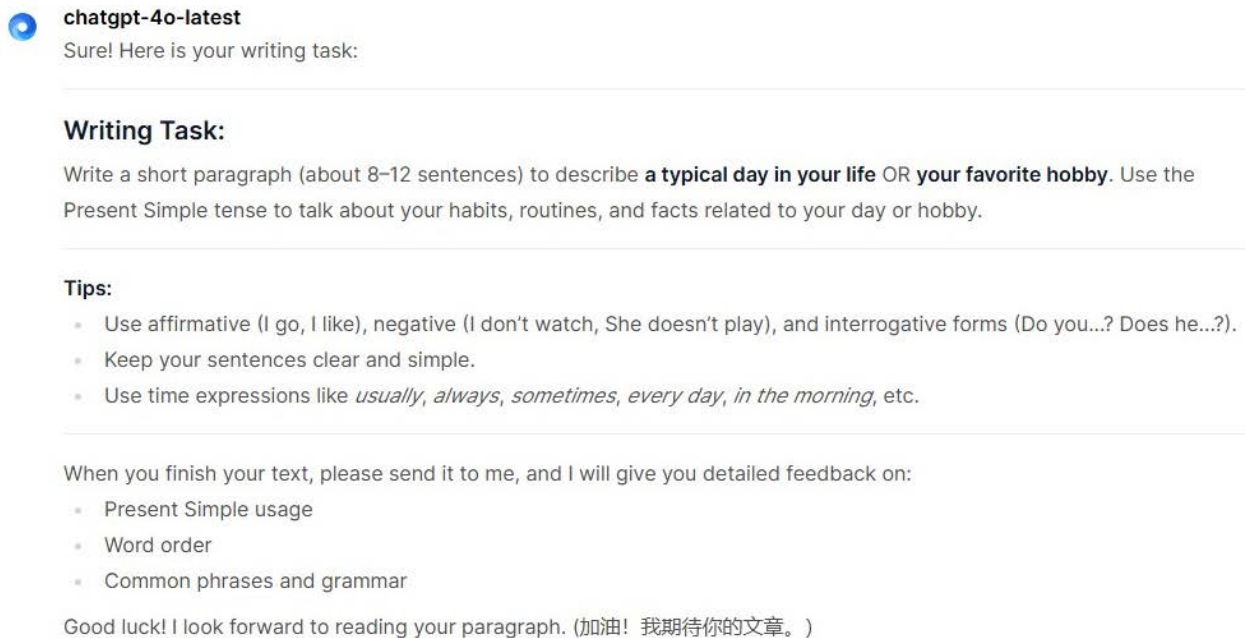 chatgpt-4o-latest
Sure! Here is your writing task:
Writing Task:
Write a short paragraph (about 8–12 sentences) to describe a typical day in your life OR your favorite hobby. Use the
Present Simple tense to talk about your habits, routines, and facts related to your day or hobby.
Tips:
Use affirmative (I go, I like), negative (I don’t watch, She doesn’t play), and interrogative forms (Do you…? Does he…?).
Keep your sentences clear and simple.
Use time expressions like usually, always, sometimes, every day, in the morning, etc.
When you finish your text, please send it to me, and I will give you detailed feedback on:
Present Simple usage
Word order
Common phrases and grammar
Good luck! I look forward to reading your paragraph. (加油！我期待你的文章。)